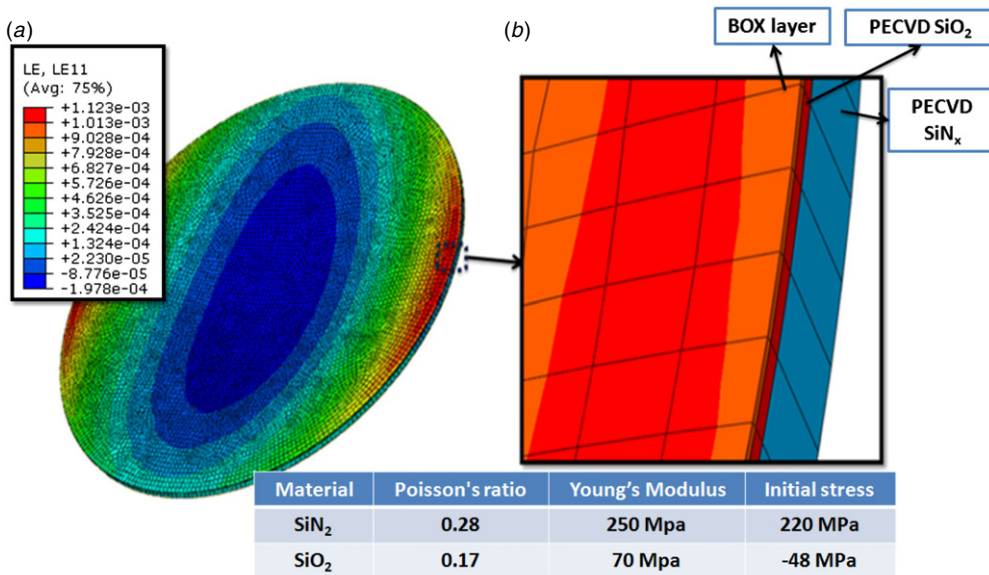 (a)
LE, LE11
(Avg: 75%)
+1.123e-03
+1.013e-03
+9.028e-04
+7.928e-04
+6.827e-04
+5.726e-04
+4.626e-04
+3.525e-04
+2.424e-04
+1.324e-04
+2.230e-05
-8.776e-05
-1.978e-04
(b)
BOX layer
PECVD SiO₂
PECVD
SiNₓ
Material Poisson's ratio Young's Modulus Initial stress
SiN₂ 0.28 250 Mpa 220 MPa
SiO₂ 0.17 70 Mpa -48 MPa